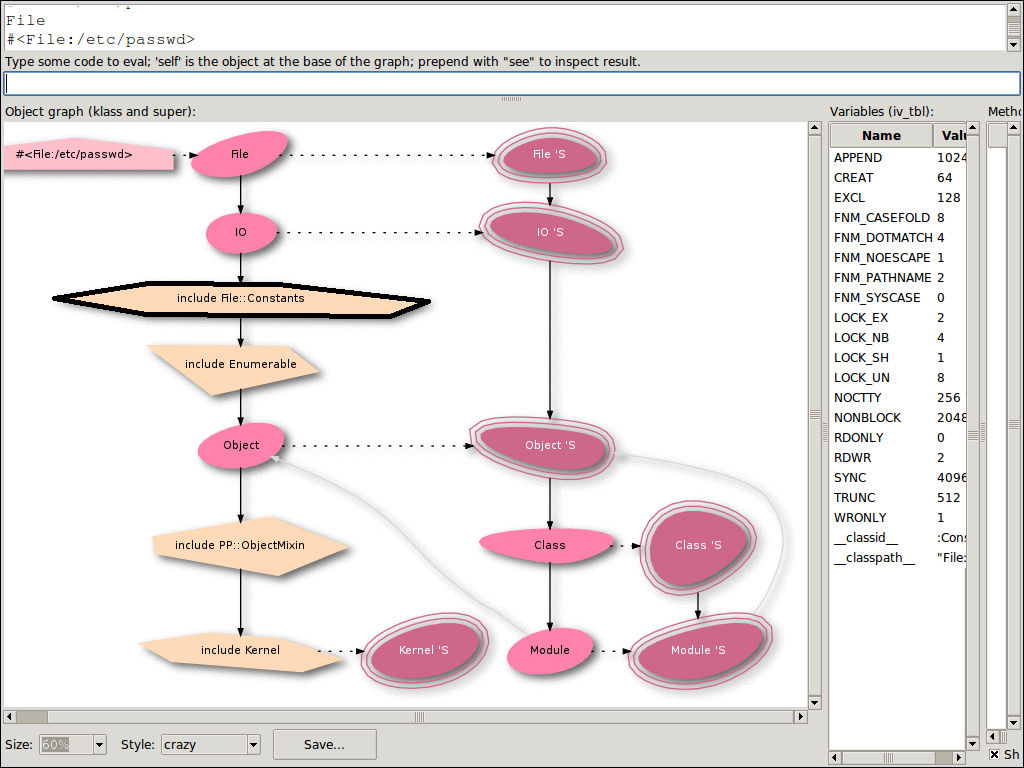 File
#<File:/etc/passwd>
Type some code to eval; 'self' is the object at the base of the graph; prepend with "see" to inspect result.
Object graph (klass and super):
Variables (iv_tbl):
Metho
#<File:/etc/passwd>
File
File 'S
IO
IO 'S
include File::Constants
include Enumerable
Object
Object 'S
include PP::ObjectMixin
Class
Class 'S
include Kernel
Kernel 'S
Module
Module 'S
Name Valu
APPEND 1024
CREAT 64
EXCL 128
FNM_CASEFOLD 8
FNM_DOTMATCH 4
FNM_NOESCAPE 1
FNM_PATHNAME 2
FNM_SYSCASE 0
LOCK_EX 2
LOCK_NB 4
LOCK_SH 1
LOCK_UN 8
NOCTTY 256
NONBLOCK 2048
RDONLY 0
RDWR 2
SYNC 4096
TRUNC 512
WRONLY 1
__classid__ :Cons
__classpath__ "File:
Size: 60% Style: crazy Save...
Sh